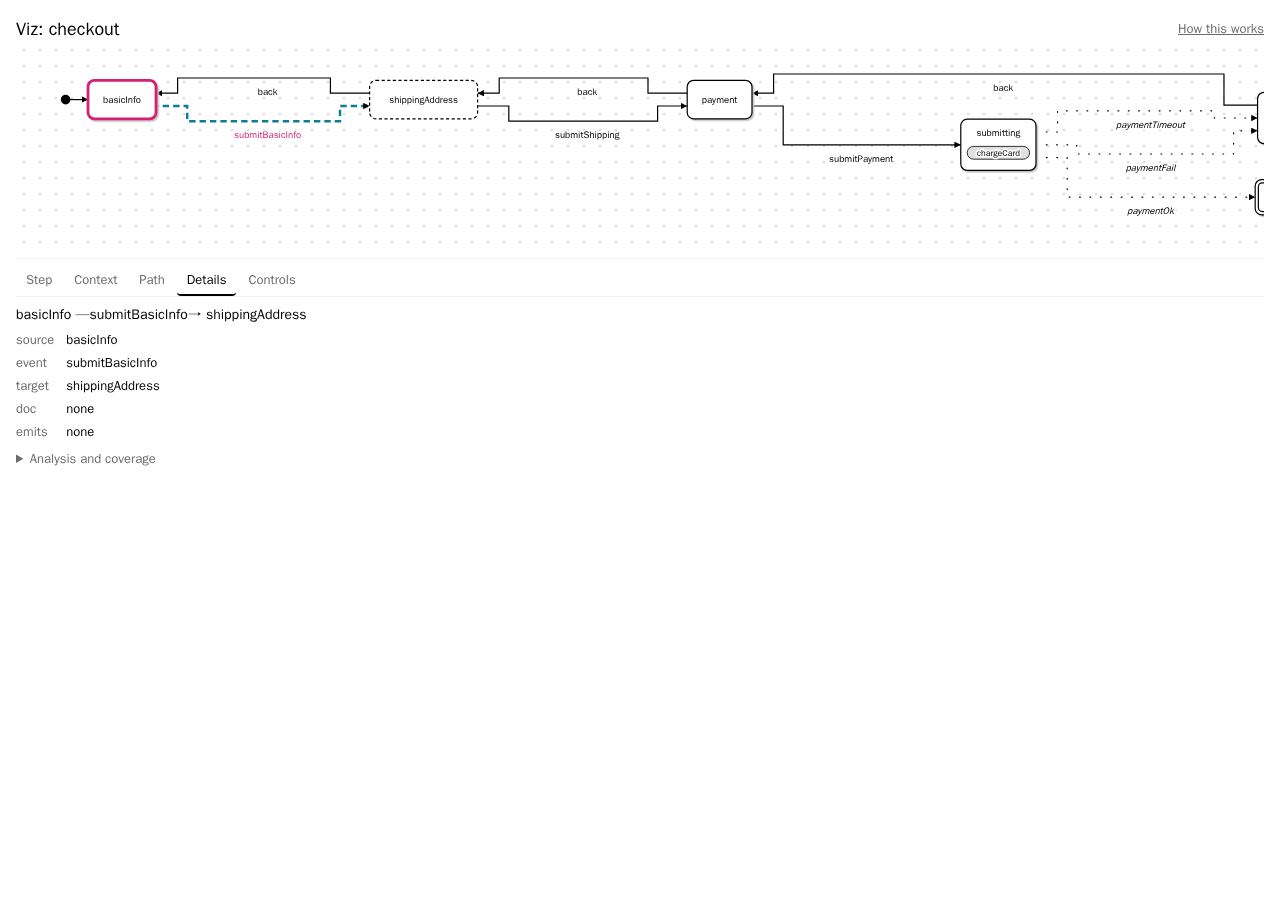 Viz: checkout
How this works
back
back
back
basicInfo
shippingAddress
payment
submitBasicInfo
submitShipping
submitPayment
submitting
chargeCard
paymentTimeout
paymentFail
paymentOk
Step Context Path Details Controls
basicInfo —submitBasicInfo→ shippingAddress
source basicInfo
event submitBasicInfo
target shippingAddress
doc none
emits none
Analysis and coverage